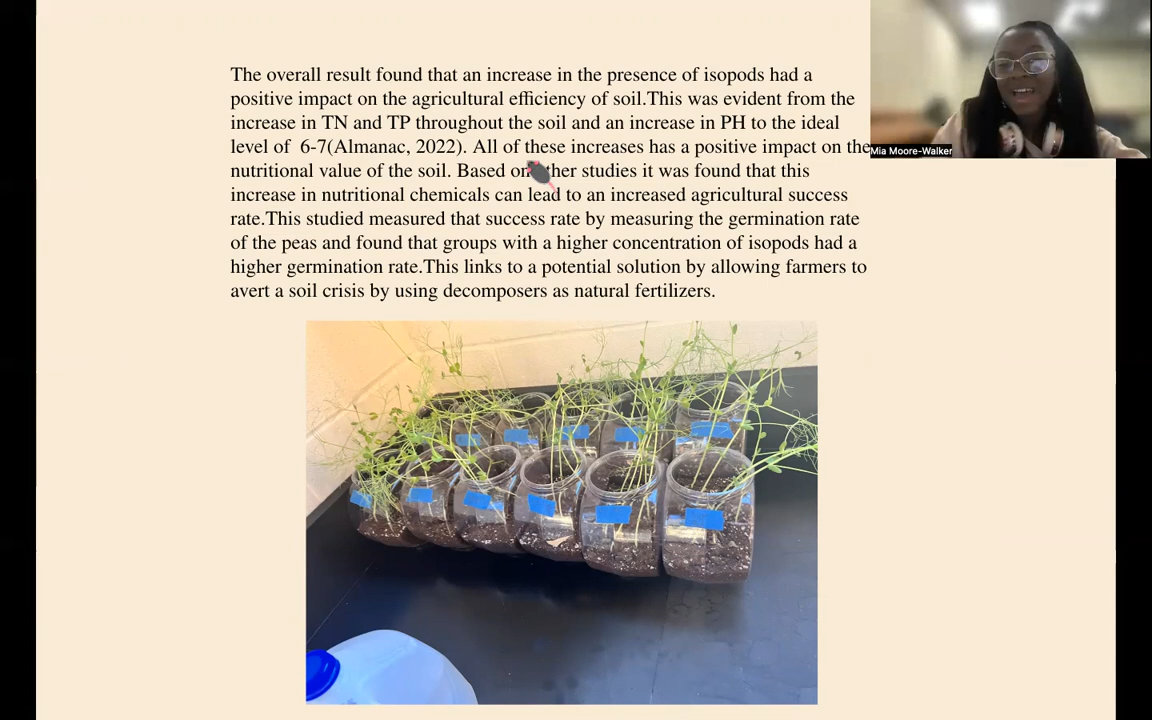 The overall result found that an increase in the presence of isopods had a
positive impact on the agricultural efficiency of soil.This was evident from the
increase in TN and TP throughout the soil and an increase in PH to the ideal
level of  6-7(Almanac, 2022). All of these increases has a positive impact on the
nutritional value of the soil. Based on studies it was found that this
increase in nutritional chemicals can lead to an increased agricultural success
rate.This studied measured that success rate by measuring the germination rate
of the peas and found that groups with a higher concentration of isopods had a
higher germination rate.This links to a potential solution by allowing farmers to
avert a soil crisis by using decomposers as natural fertilizers.
Mia Moore-Walker